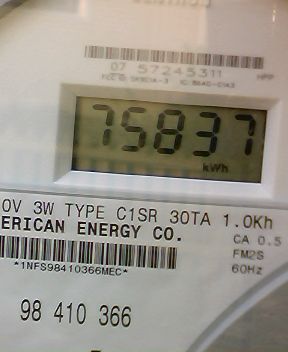 07 57245311
HPP
75837
kWh
0V 3W TYPE C1SR 30TA 1.0Kh
ERICAN ENERGY CO.
CA 0.5
FM2S
60Hz
*1NFS98410366MEC*
98 410 366